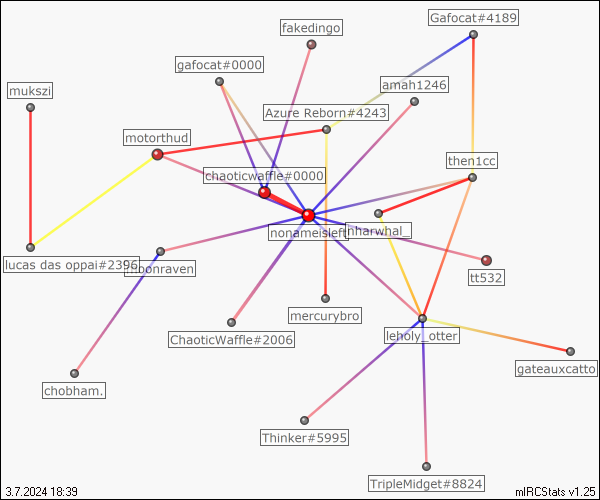 Gafocat#4189
fakedingo
gafocat#0000
amah1246
mukszi
Azure Reborn#4243
motorthud
then1cc
chaoticwaffle#0000
nonameisleft
nharwhal_
lucas das oppai#2396
tt532
mercurybro
ChaoticWaffle#2006
leholy_otter
gateauxcatto
chobham.
Thinker#5995
TripleMidget#8824
3.7.2024 18:39
mIRCStats v1.25